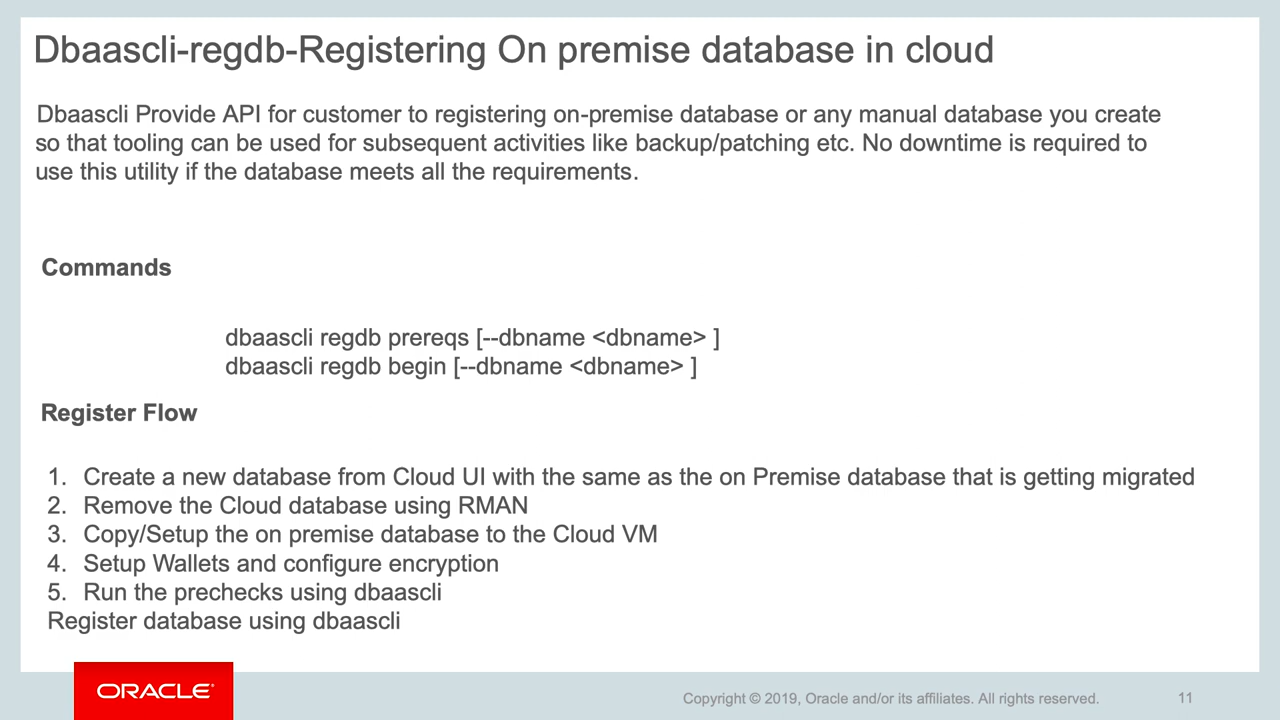 Dbaascli-regdb-Registering On premise database in cloud
Dbaascli Provide API for customer to registering on-premise database or any manual database you create
so that tooling can be used for subsequent activities like backup/patching etc. No downtime is required to
use this utility if the database meets all the requirements.
Commands
dbaascli regdb prereqs [--dbname <dbname> ]
dbaascli regdb begin [--dbname <dbname> ]
Register Flow
1. Create a new database from Cloud UI with the same as the on Premise database that is getting migrated
2. Remove the Cloud database using RMAN
3. Copy/Setup the on premise database to the Cloud VM
4. Setup Wallets and configure encryption
5. Run the prechecks using dbaascli
Register database using dbaascli
ORACLE®
Copyright © 2019, Oracle and/or its affiliates. All rights reserved. 11